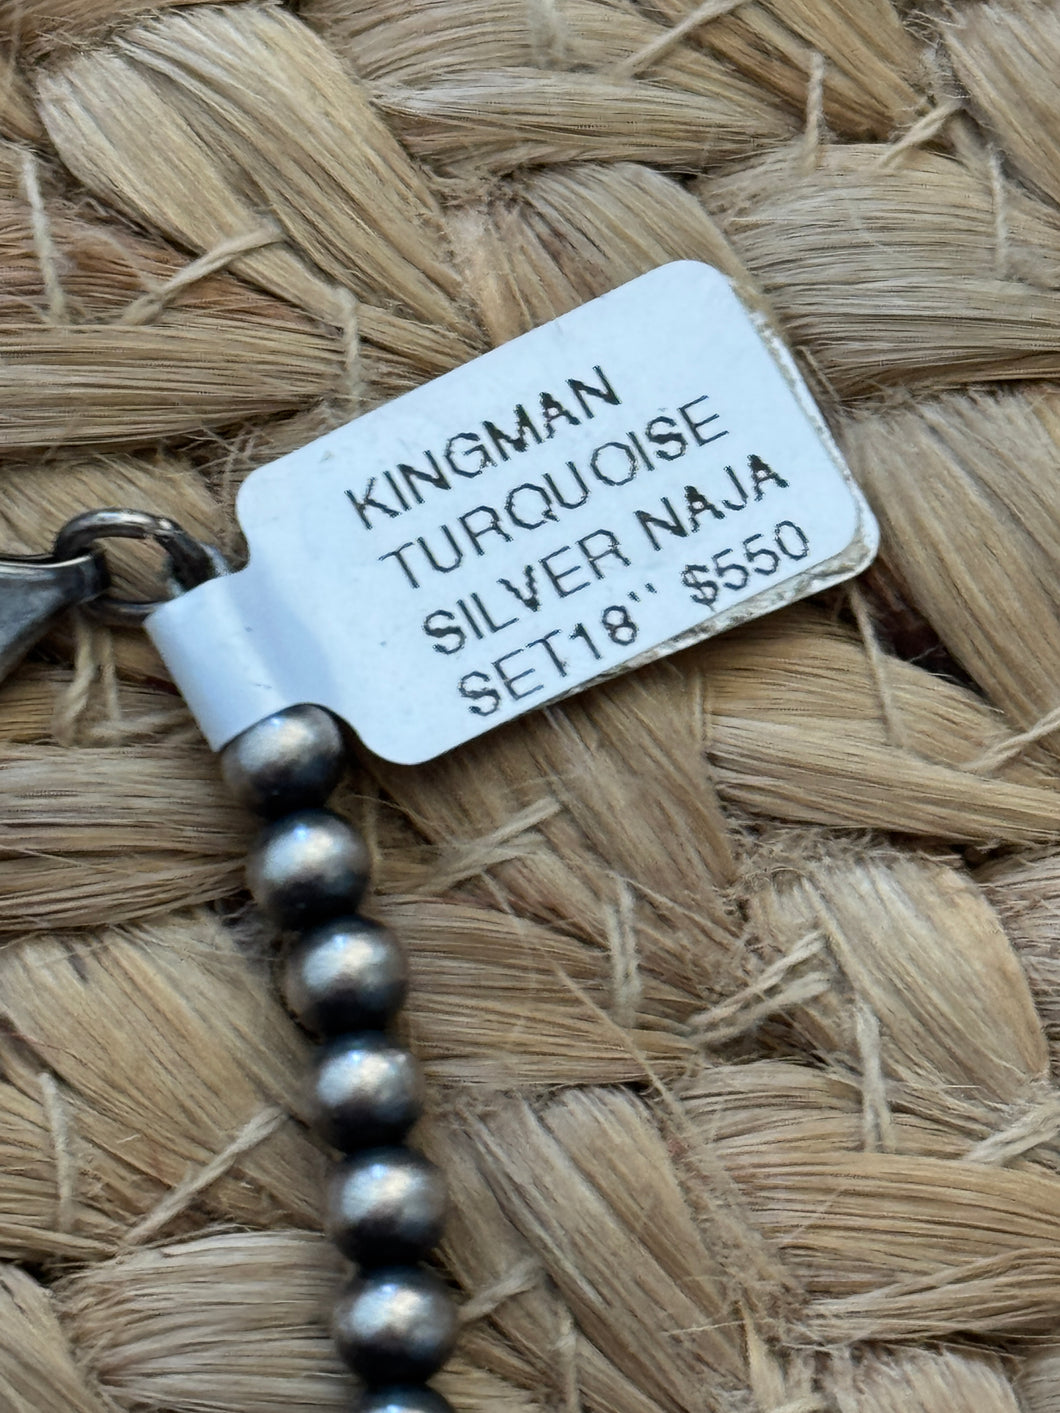 KINGMAN
TURQUOISE
SILVER NAJA
SET18" $550